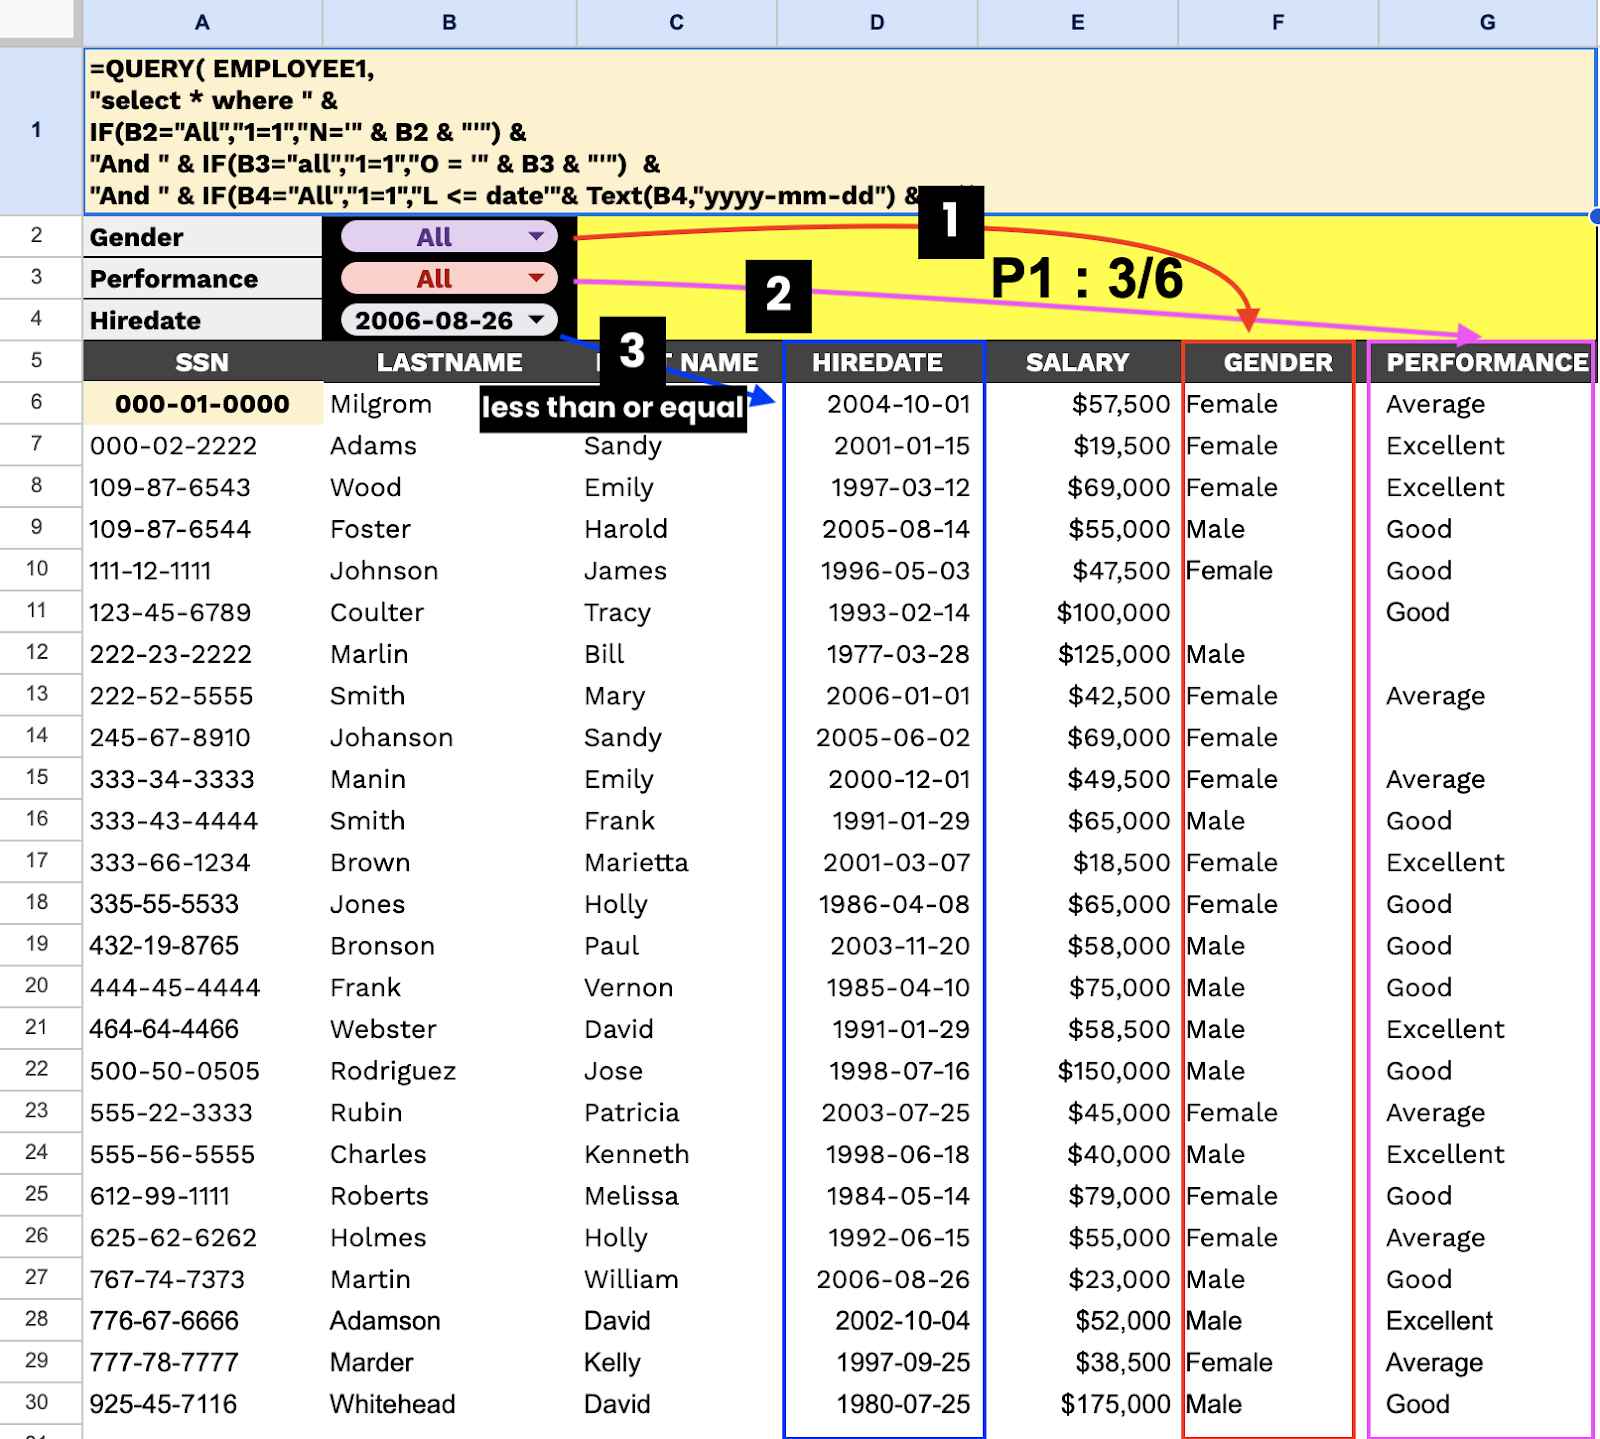 A B C D E F G
1
=QUERY( EMPLOYEE1,
"select * where " &
IF(B2="All","1=1","N='" & B2 & "'") &
"And " & IF(B3="all","1=1","O = '" & B3 & "'")  &
"And " & IF(B4="All","1=1","L <= date'"& Text(B4,"yyyy-mm-dd") &
2 Gender All
3 Performance All
4 Hiredate 2006-08-26
1
2
3
P1 : 3/6
less than or equal
5 SSN LASTNAME NAME HIREDATE SALARY GENDER PERFORMANCE
6 000-01-0000 Milgrom 2004-10-01 $57,500 Female Average
7 000-02-2222 Adams Sandy 2001-01-15 $19,500 Female Excellent
8 109-87-6543 Wood Emily 1997-03-12 $69,000 Female Excellent
9 109-87-6544 Foster Harold 2005-08-14 $55,000 Male Good
10 111-12-1111 Johnson James 1996-05-03 $47,500 Female Good
11 123-45-6789 Coulter Tracy 1993-02-14 $100,000 Good
12 222-23-2222 Marlin Bill 1977-03-28 $125,000 Male
13 222-52-5555 Smith Mary 2006-01-01 $42,500 Female Average
14 245-67-8910 Johanson Sandy 2005-06-02 $69,000 Female
15 333-34-3333 Manin Emily 2000-12-01 $49,500 Female Average
16 333-43-4444 Smith Frank 1991-01-29 $65,000 Male Good
17 333-66-1234 Brown Marietta 2001-03-07 $18,500 Female Excellent
18 335-55-5533 Jones Holly 1986-04-08 $65,000 Female Good
19 432-19-8765 Bronson Paul 2003-11-20 $58,000 Male Good
20 444-45-4444 Frank Vernon 1985-04-10 $75,000 Male Good
21 464-64-4466 Webster David 1991-01-29 $58,500 Male Excellent
22 500-50-0505 Rodriguez Jose 1998-07-16 $150,000 Male Good
23 555-22-3333 Rubin Patricia 2003-07-25 $45,000 Female Average
24 555-56-5555 Charles Kenneth 1998-06-18 $40,000 Male Excellent
25 612-99-1111 Roberts Melissa 1984-05-14 $79,000 Female Good
26 625-62-6262 Holmes Holly 1992-06-15 $55,000 Female Average
27 767-74-7373 Martin William 2006-08-26 $23,000 Male Good
28 776-67-6666 Adamson David 2002-10-04 $52,000 Male Excellent
29 777-78-7777 Marder Kelly 1997-09-25 $38,500 Female Average
30 925-45-7116 Whitehead David 1980-07-25 $175,000 Male Good